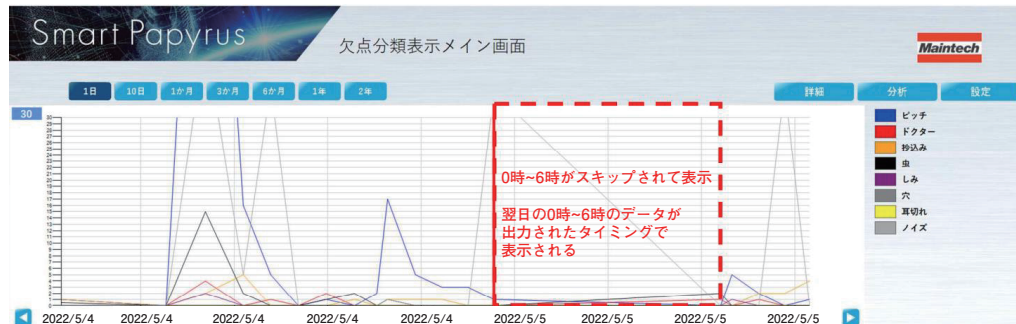 Smart Papyrus
欠点分類表示メイン画面
Maintech
1日 10日 1か月 3か月 6か月 1年 2年
詳細 分析 設定
30
ピッチ
ドクター
抄込み
虫
しみ
穴
耳切れ
ノイズ
0時~6時がスキップされて表示
翌日の0時~6時のデータが
出力されたタイミングで
表示される
2022/5/4 2022/5/4 2022/5/4 2022/5/4 2022/5/4 2022/5/5 2022/5/5 2022/5/5 2022/5/5